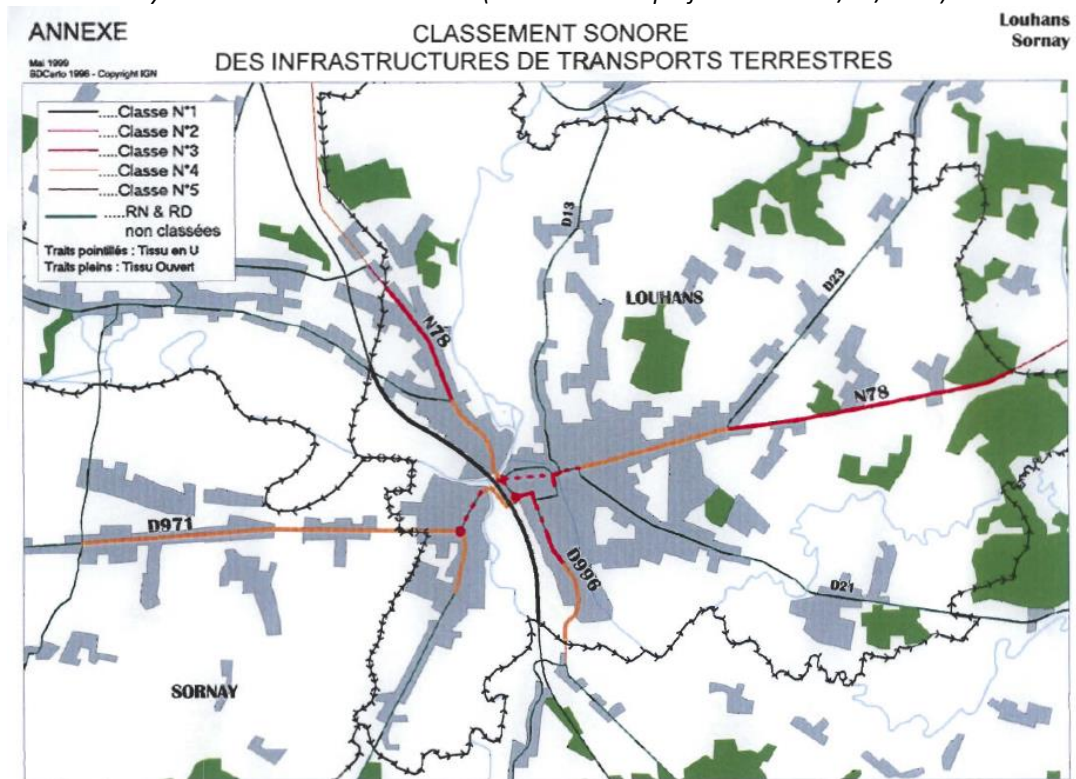 ANNEXE
CLASSEMENT SONORE
DES INFRASTRUCTURES DE TRANSPORTS TERRESTRES
Louhans
Sornay
Mai 1999
BDCarto 1996 - Copyright IGN
.....Classe N°1
.....Classe N°2
.....Classe N°3
.....Classe N°4
.....Classe N°5
.....RN & RD
non classées
Traits pointillés : Tissu en U
Traits pleins : Tissu Ouvert
D13
D23
LOUHANS
N78
N78
D971
D996
D21
SORNAY